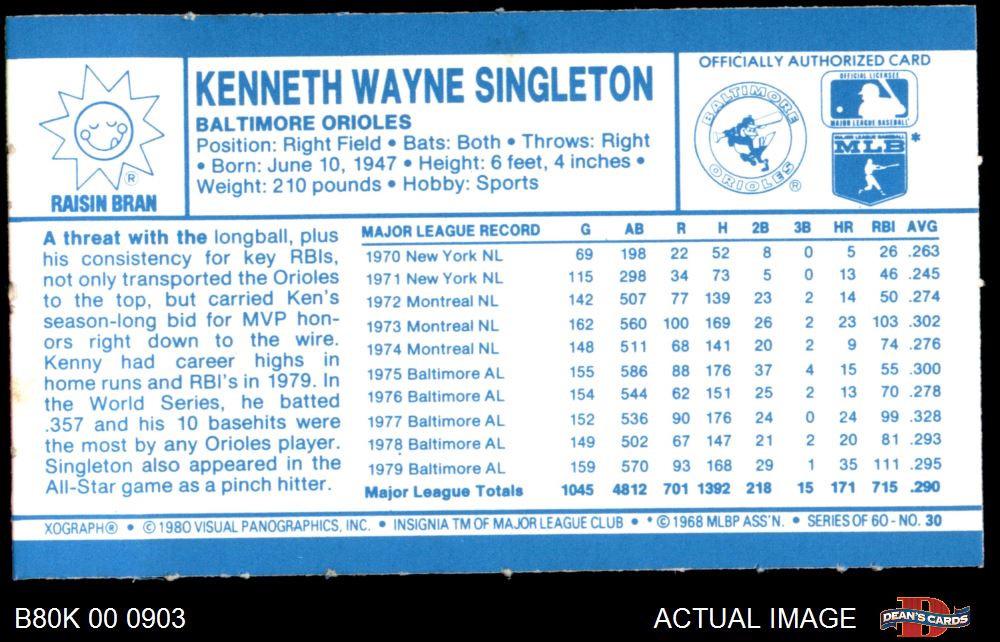 KENNETH WAYNE SINGLETON
BALTIMORE ORIOLES
Position: Right Field • Bats: Both • Throws: Right
• Born: June 10, 1947 • Height: 6 feet, 4 inches •
Weight: 210 pounds • Hobby: Sports
®
RAISIN BRAN
OFFICIALLY AUTHORIZED CARD
BALTIMORE
ORIOLES
®
OFFICIAL LICENSEE
MAJOR LEAGUE BASEBALL
MAJOR LEAGUE BASEBALL
MLB
*
A threat with the longball, plus
his consistency for key RBIs,
not only transported the Orioles
to the top, but carried Ken's
season-long bid for MVP hon-
ors right down to the wire.
Kenny had career highs in
home runs and RBI's in 1979. In
the World Series, he batted
.357 and his 10 basehits were
the most by any Orioles player.
Singleton also appeared in the
All-Star game as a pinch hitter.
MAJOR LEAGUE RECORD G AB R H 2B 3B HR RBI AVG
1970 New York NL 69 198 22 52 8 0 5 26 .263
1971 New York NL 115 298 34 73 5 0 13 46 .245
1972 Montreal NL 142 507 77 139 23 2 14 50 .274
1973 Montreal NL 162 560 100 169 26 2 23 103 .302
1974 Montreal NL 148 511 68 141 20 2 9 74 .276
1975 Baltimore AL 155 586 88 176 37 4 15 55 .300
1976 Baltimore AL 154 544 62 151 25 2 13 70 .278
1977 Baltimore AL 152 536 90 176 24 0 24 99 .328
1978 Baltimore AL 149 502 67 147 21 2 20 81 .293
1979 Baltimore AL 159 570 93 168 29 1 35 111 .295
Major League Totals 1045 4812 701 1392 218 15 171 715 .290
XOGRAPH® • ©1980 VISUAL PANOGRAPHICS, INC. • INSIGNIA TM OF MAJOR LEAGUE CLUB • *©1968 MLBP ASS'N. • SERIES OF 60 - NO. 30
B80K 00 0903
ACTUAL IMAGE
DEAN'S CARDS